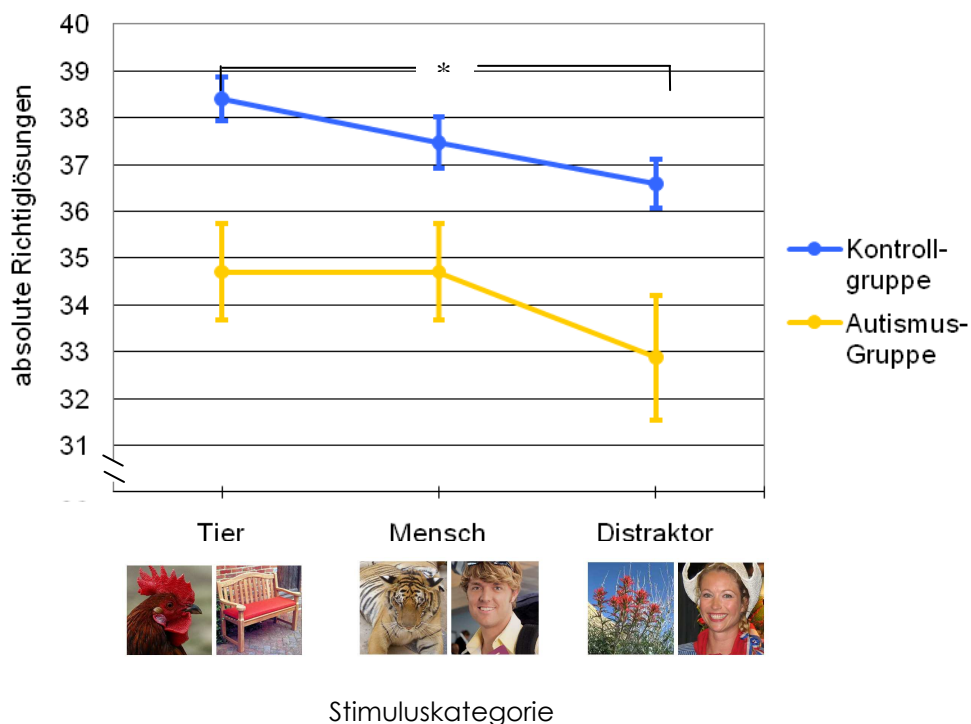 absolute Richtiglösungen
40
39
38
37
36
35
34
33
32
31
*
Kontroll-
gruppe
Autismus-
Gruppe
Tier
Mensch
Distraktor
Stimuluskategorie